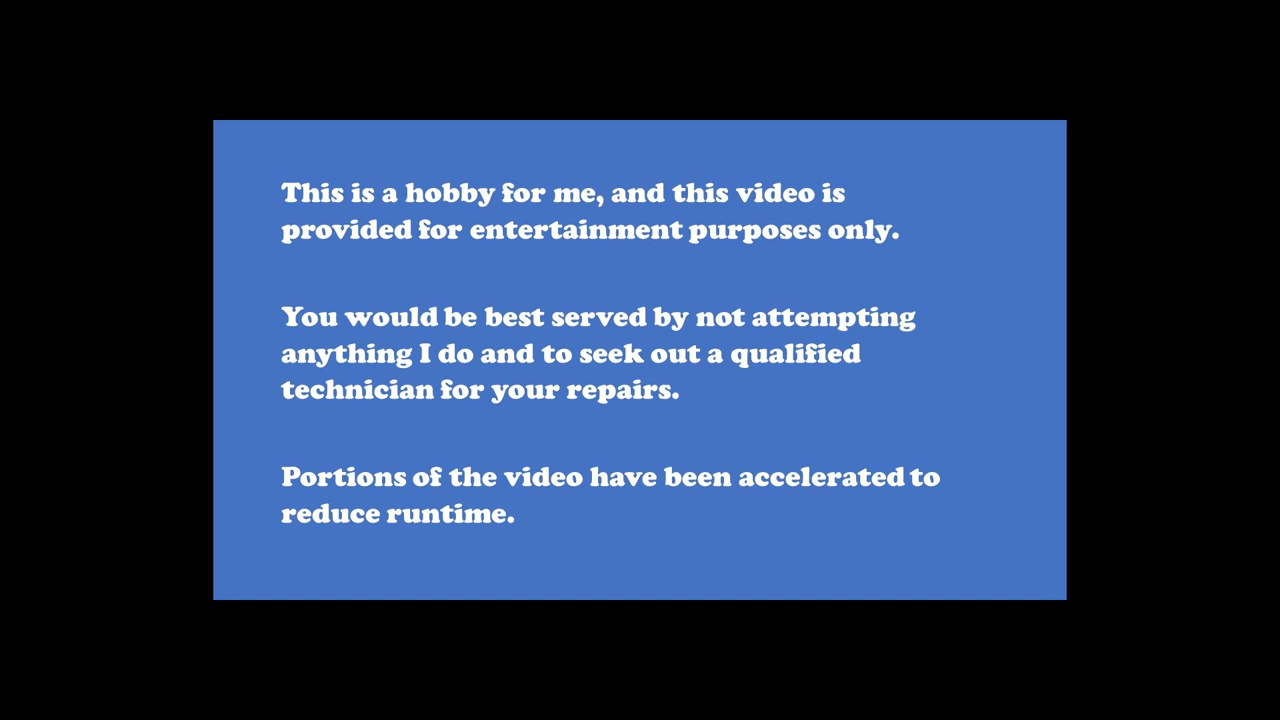 This is a hobby for me, and this video is
provided for entertainment purposes only.
You would be best served by not attempting
anything I do and to seek out a qualified
technician for your repairs.
Portions of the video have been accelerated to
reduce runtime.